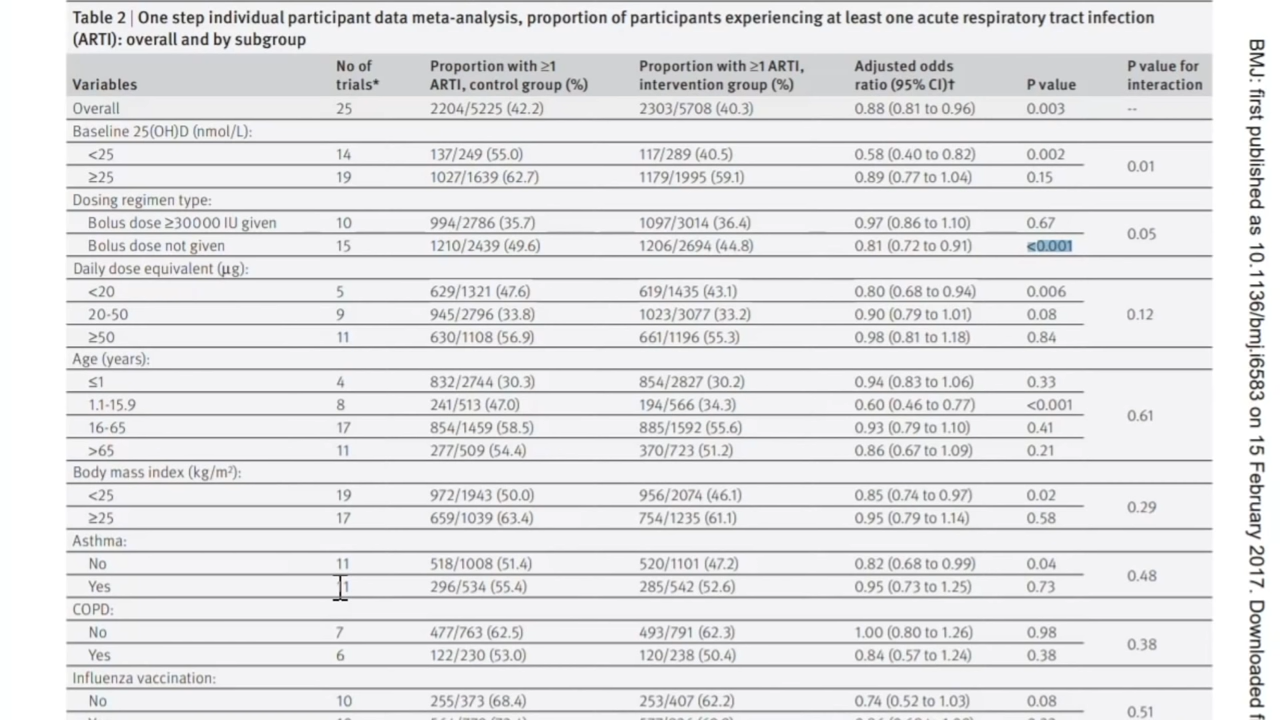 Table 2 | One step individual participant data meta-analysis, proportion of participants experiencing at least one acute respiratory tract infection
(ARTI): overall and by subgroup
Variables No of trials* Proportion with ≥1 ARTI, control group (%) Proportion with ≥1 ARTI, intervention group (%) Adjusted odds ratio (95% CI)† P value P value for interaction
Overall 25 2204/5225 (42.2) 2303/5708 (40.3) 0.88 (0.81 to 0.96) 0.003 --
Baseline 25(OH)D (nmol/L):
<25 14 137/249 (55.0) 117/289 (40.5) 0.58 (0.40 to 0.82) 0.002 0.01
≥25 19 1027/1639 (62.7) 1179/1995 (59.1) 0.89 (0.77 to 1.04) 0.15
Dosing regimen type:
Bolus dose ≥30000 IU given 10 994/2786 (35.7) 1097/3014 (36.4) 0.97 (0.86 to 1.10) 0.67 0.05
Bolus dose not given 15 1210/2439 (49.6) 1206/2694 (44.8) 0.81 (0.72 to 0.91) <0.001
Daily dose equivalent (µg):
<20 5 629/1321 (47.6) 619/1435 (43.1) 0.80 (0.68 to 0.94) 0.006
20-50 9 945/2796 (33.8) 1023/3077 (33.2) 0.90 (0.79 to 1.01) 0.08 0.12
≥50 11 630/1108 (56.9) 661/1196 (55.3) 0.98 (0.81 to 1.18) 0.84
Age (years):
≤1 4 832/2744 (30.3) 854/2827 (30.2) 0.94 (0.83 to 1.06) 0.33
1.1-15.9 8 241/513 (47.0) 194/566 (34.3) 0.60 (0.46 to 0.77) <0.001 0.61
16-65 17 854/1459 (58.5) 885/1592 (55.6) 0.93 (0.79 to 1.10) 0.41
>65 11 277/509 (54.4) 370/723 (51.2) 0.86 (0.67 to 1.09) 0.21
Body mass index (kg/m²):
<25 19 972/1943 (50.0) 956/2074 (46.1) 0.85 (0.74 to 0.97) 0.02 0.29
≥25 17 659/1039 (63.4) 754/1235 (61.1) 0.95 (0.79 to 1.14) 0.58
Asthma:
No 11 518/1008 (51.4) 520/1101 (47.2) 0.82 (0.68 to 0.99) 0.04 0.48
Yes 11 296/534 (55.4) 285/542 (52.6) 0.95 (0.73 to 1.25) 0.73
COPD:
No 7 477/763 (62.5) 493/791 (62.3) 1.00 (0.80 to 1.26) 0.98 0.38
Yes 6 122/230 (53.0) 120/238 (50.4) 0.84 (0.57 to 1.24) 0.38
Influenza vaccination:
No 10 255/373 (68.4) 253/407 (62.2) 0.74 (0.52 to 1.03) 0.08 0.51
BMJ: first published as 10.1136/bmj.i6583 on 15 February 2017. Downloaded